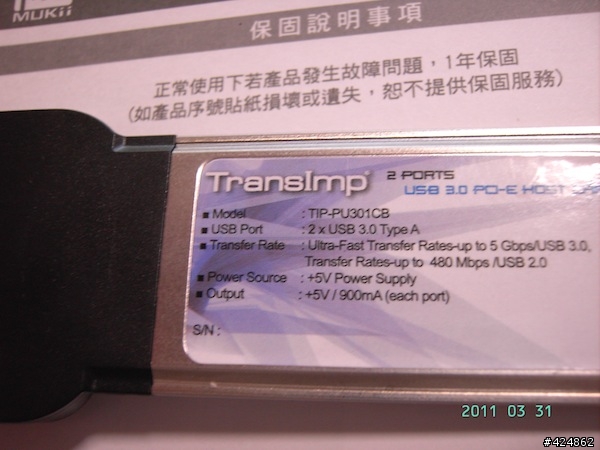 MUKii
保固說明事項
正常使用下若產品發生故障問題，1年保固
(如產品序號貼紙損壞或遺失，恕不提供保固服務)
TransImp®
2 PORTS
USB 3.0 PCI-E HOST
■ Model : TIP-PU301CB
■ USB Port : 2 x USB 3.0 Type A
■ Transfer Rate : Ultra-Fast Transfer Rates-up to 5 Gbps/USB 3.0,
Transfer Rates-up to 480 Mbps /USB 2.0
■ Power Source : +5V Power Supply
■ Output : +5V / 900mA (each port)
S/N :
2011 03 31
#424862